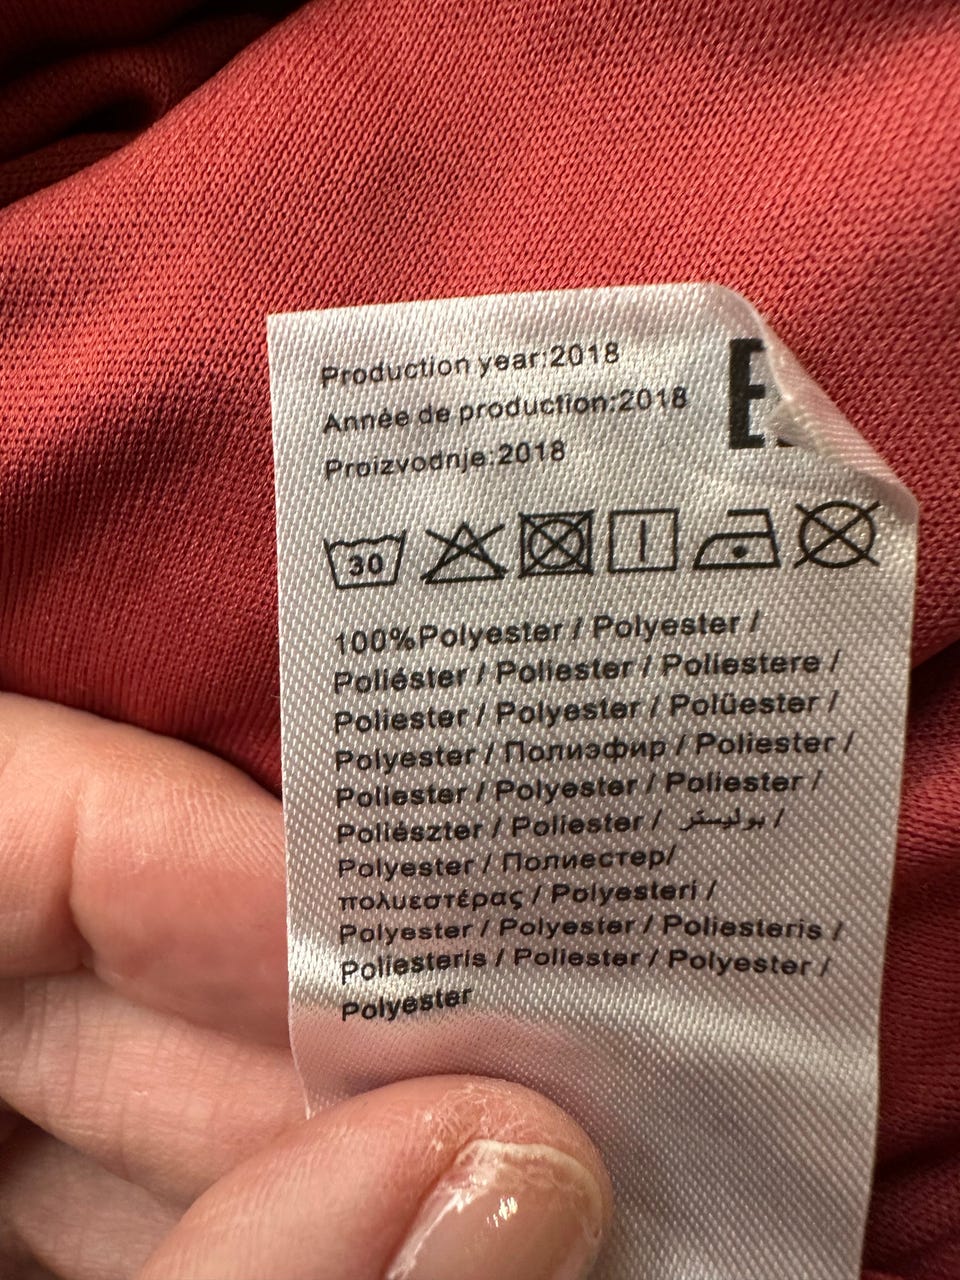 Production year:2018
Année de production:2018
Proizvodnje:2018
30
100%Polyester / Polyester /
Poliéster / Poliester / Poliestere /
Poliester / Polyester / Polüester /
Polyester / Полиэфир / Poliester /
Poliester / Polyester / Poliester /
Poliészter / Poliester / بوليستر /
Polyester / Полиестер/
πολυεστέρας / Polyesteri /
Polyester / Polyester / Poliesteris /
Poliesteris / Poliester / Polyester /
Polyester